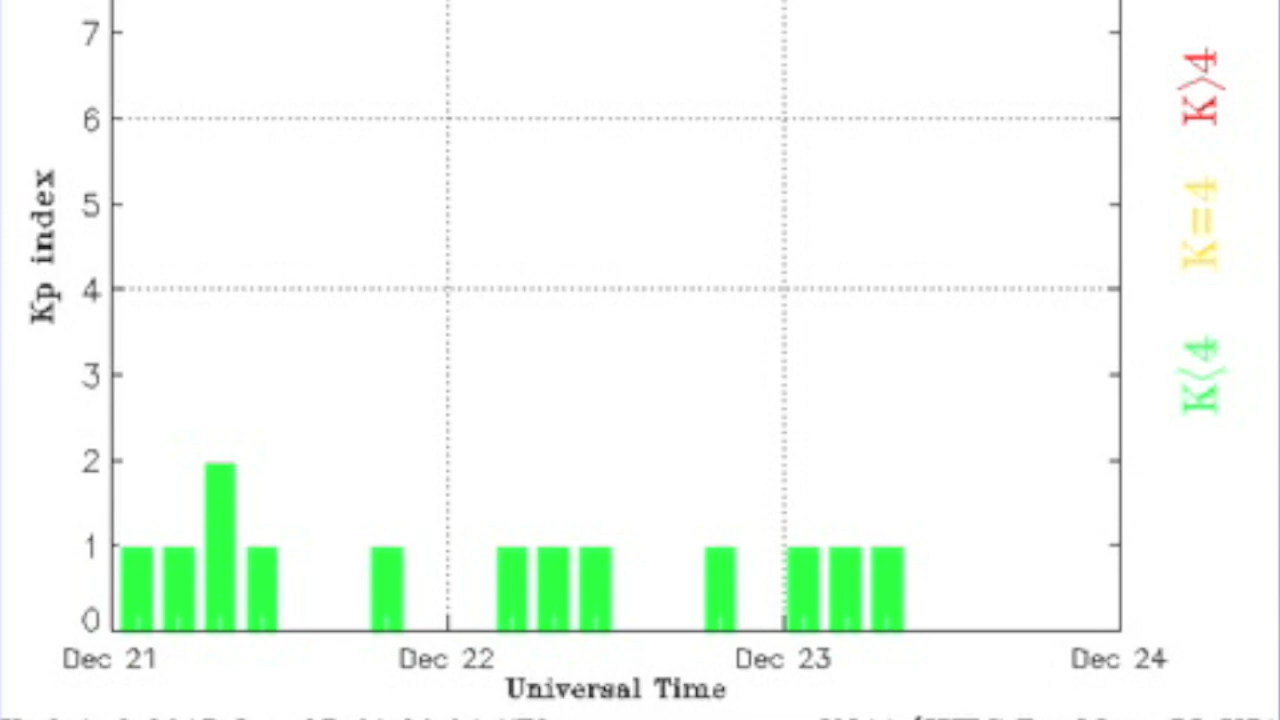 7
6
5
4
3
2
1
0
Kp index
Dec 21 Dec 22 Dec 23 Dec 24
Universal Time
K>4
K=4
K<4